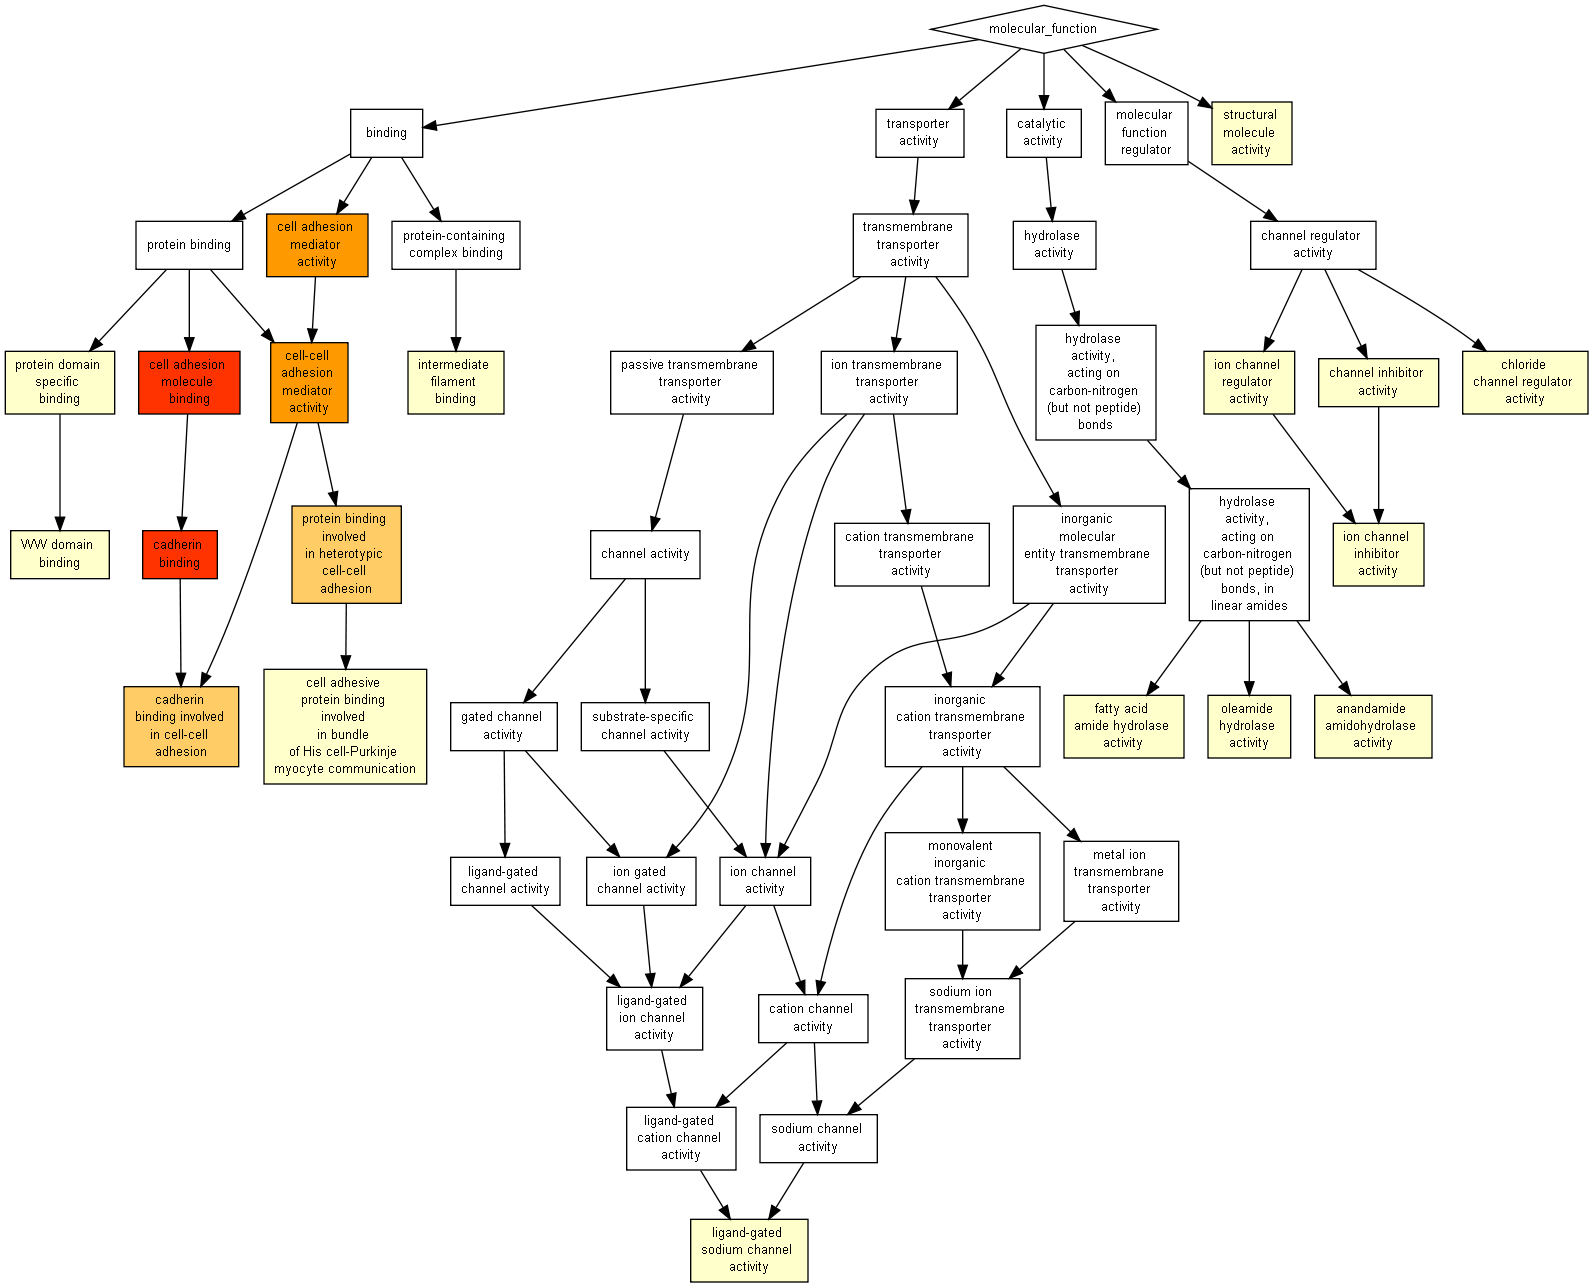 molecular_function
binding
transporter
activity
catalytic
activity
molecular
function
regulator
structural
molecule
activity
protein binding
cell adhesion
mediator
activity
protein-containing
complex binding
transmembrane
transporter
activity
hydrolase
activity
channel regulator
activity
protein domain
specific
binding
cell adhesion
molecule
binding
cell-cell
adhesion
mediator
activity
intermediate
filament
binding
passive transmembrane
transporter
activity
ion transmembrane
transporter
activity
hydrolase
activity,
acting on
carbon-nitrogen
(but not peptide)
bonds
ion channel
regulator
activity
channel inhibitor
activity
chloride
channel regulator
activity
WW domain
binding
cadherin
binding
protein binding
involved
in heterotypic
cell-cell
adhesion
channel activity
cation transmembrane
transporter
activity
inorganic
molecular
entity transmembrane
transporter
activity
hydrolase
activity,
acting on
carbon-nitrogen
(but not peptide)
bonds, in
linear amides
ion channel
inhibitor
activity
cadherin
binding involved
in cell-cell
adhesion
cell adhesive
protein binding
involved
in bundle
of His cell-Purkinje
myocyte communication
gated channel
activity
substrate-specific
channel activity
inorganic
cation transmembrane
transporter
activity
fatty acid
amide hydrolase
activity
oleamide
hydrolase
activity
anandamide
amidohydrolase
activity
ligand-gated
channel activity
ion gated
channel activity
ion channel
activity
monovalent
inorganic
cation transmembrane
transporter
activity
metal ion
transmembrane
transporter
activity
ligand-gated
ion channel
activity
cation channel
activity
sodium ion
transmembrane
transporter
activity
ligand-gated
cation channel
activity
sodium channel
activity
ligand-gated
sodium channel
activity